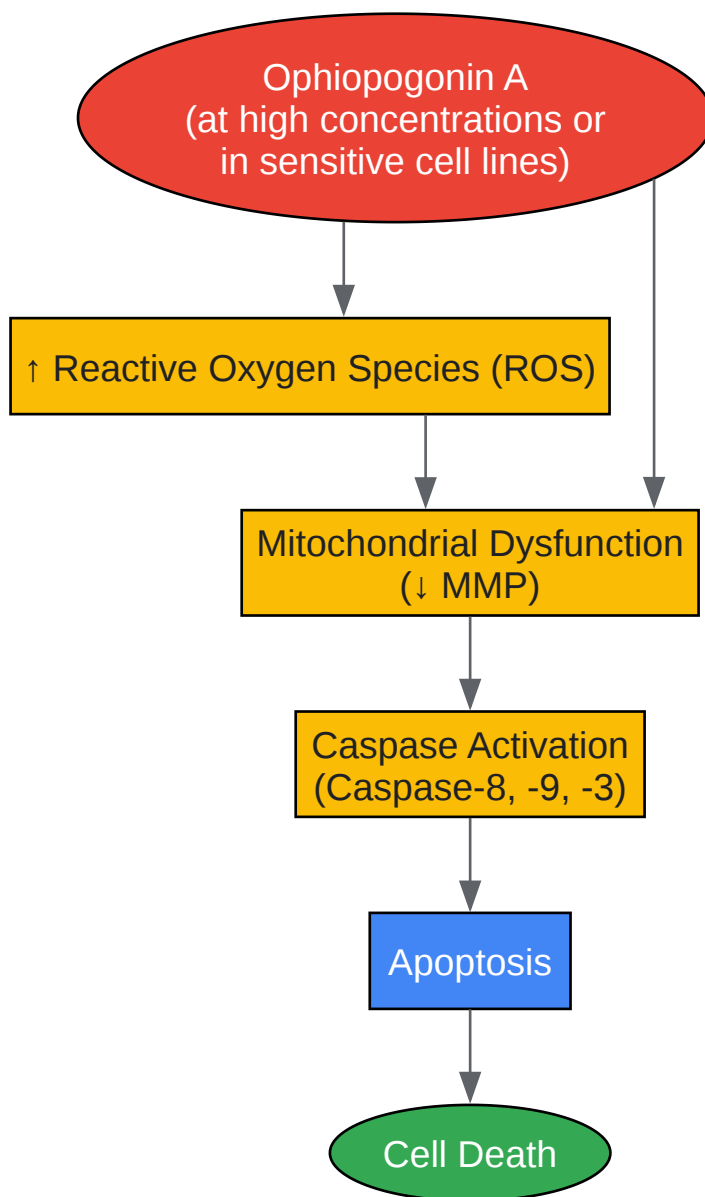 Ophiopogonin A
(at high concentrations or
in sensitive cell lines)
↑ Reactive Oxygen Species (ROS)
Mitochondrial Dysfunction
(↓ MMP)
Caspase Activation
(Caspase-8, -9, -3)
Apoptosis
Cell Death